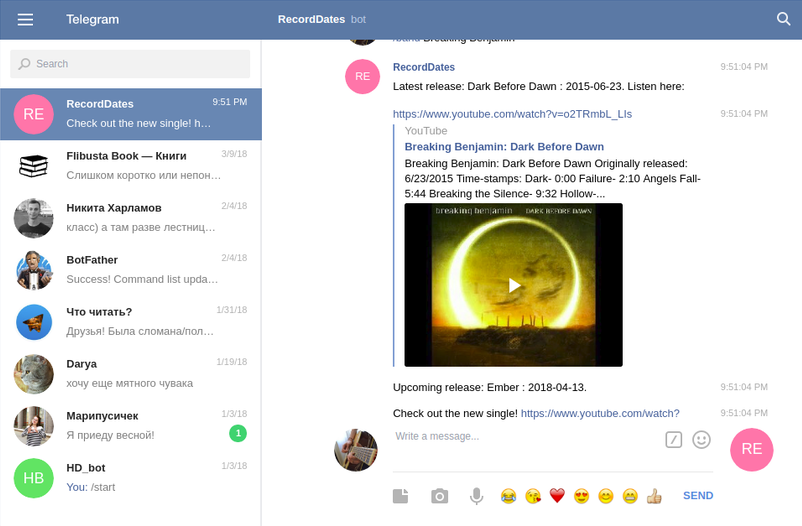 Telegram
RecordDates bot
Search
RE
RecordDates 9:51 PM
Check out the new single! h…
Flibusta Book — Книги 3/9/18
Слишком коротко или непон…
Никита Харламов 2/4/18
класс) а там разве лестниц…
BotFather 2/4/18
Success! Command list upda…
Что читать? 1/31/18
Друзья! Была сломана/пол…
Darya 1/19/18
хочу еще мятного чувака
Марипусичек 1/3/18
Я приеду весной! 1
HB
HD_bot 1/3/18
You: /start
Breaking Benjamin
RE
RecordDates 9:51:04 PM
Latest release: Dark Before Dawn : 2015-06-23. Listen here:
https://www.youtube.com/watch?v=o2TRmbL_LIs 9:51:04 PM
YouTube
Breaking Benjamin: Dark Before Dawn
Breaking Benjamin: Dark Before Dawn Originally released:
6/23/2015 Time-stamps: Dark- 0:00 Failure- 2:10 Angels Fall-
5:44 Breaking the Silence- 9:32 Hollow-...
breaking benjamin DARK BEFORE DAWN
Upcoming release: Ember : 2018-04-13. 9:51:04 PM
Check out the new single! https://www.youtube.com/watch? 9:51:04 PM
Write a message...
RE
SEND